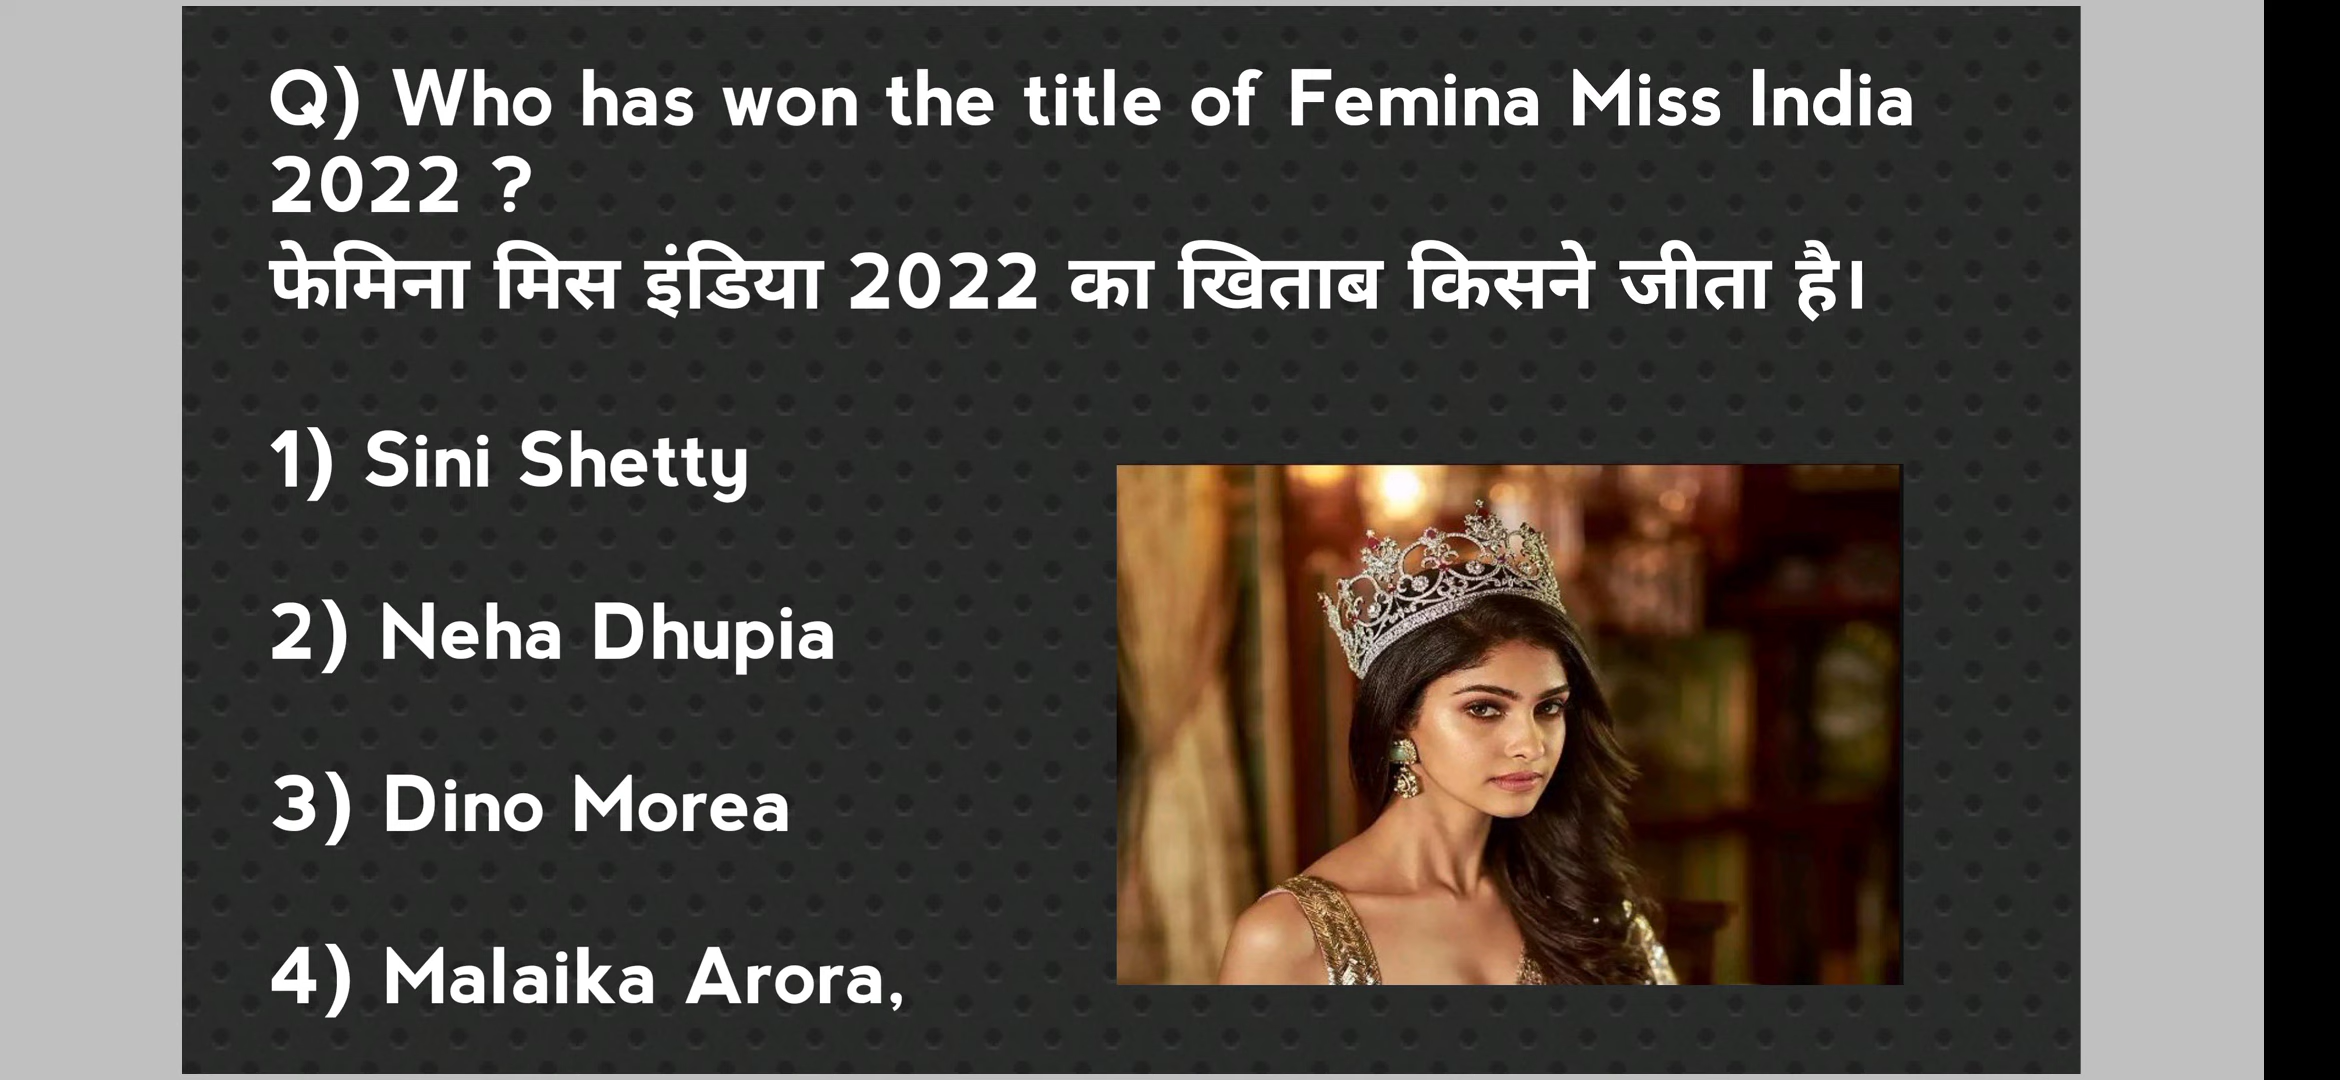 Q) Who has won the title of Femina Miss India
2022 ?
फेमिना मिस इंडिया 2022 का खिताब किसने जीता है।
1) Sini Shetty
2) Neha Dhupia
3) Dino Morea
4) Malaika Arora,